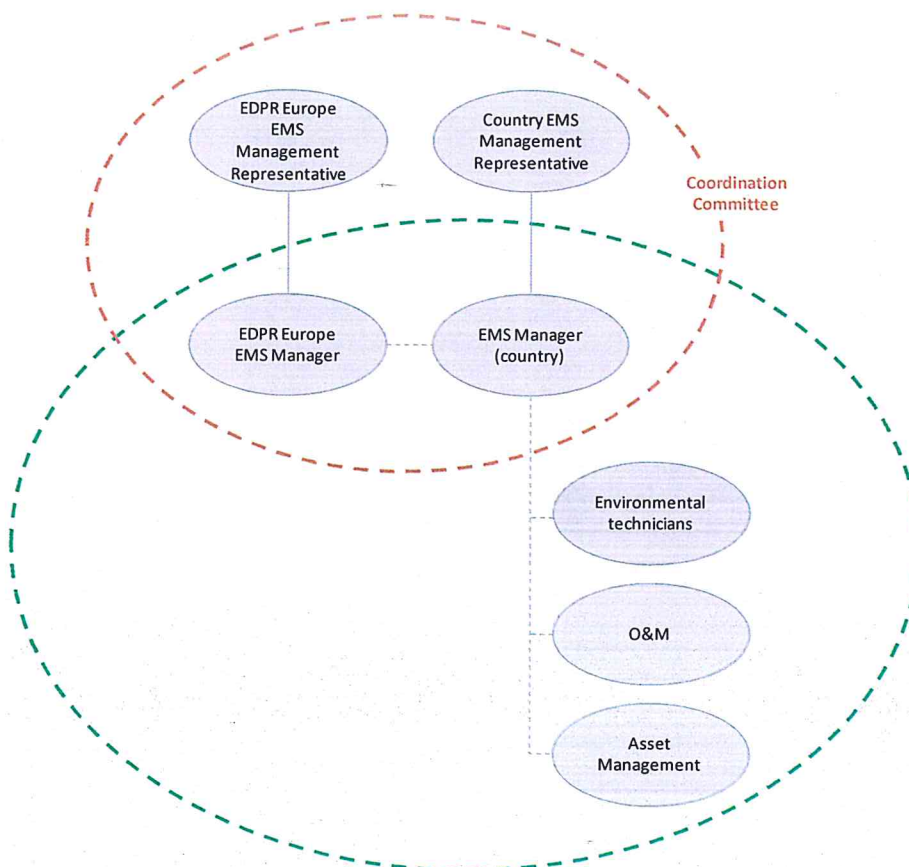 EDPR Europe
EMS
Management
Representative
Country EMS
Management
Representative
Coordination
Committee
EDPR Europe
EMS Manager
EMS Manager
(country)
Environmental
technicians
O&M
Asset
Management